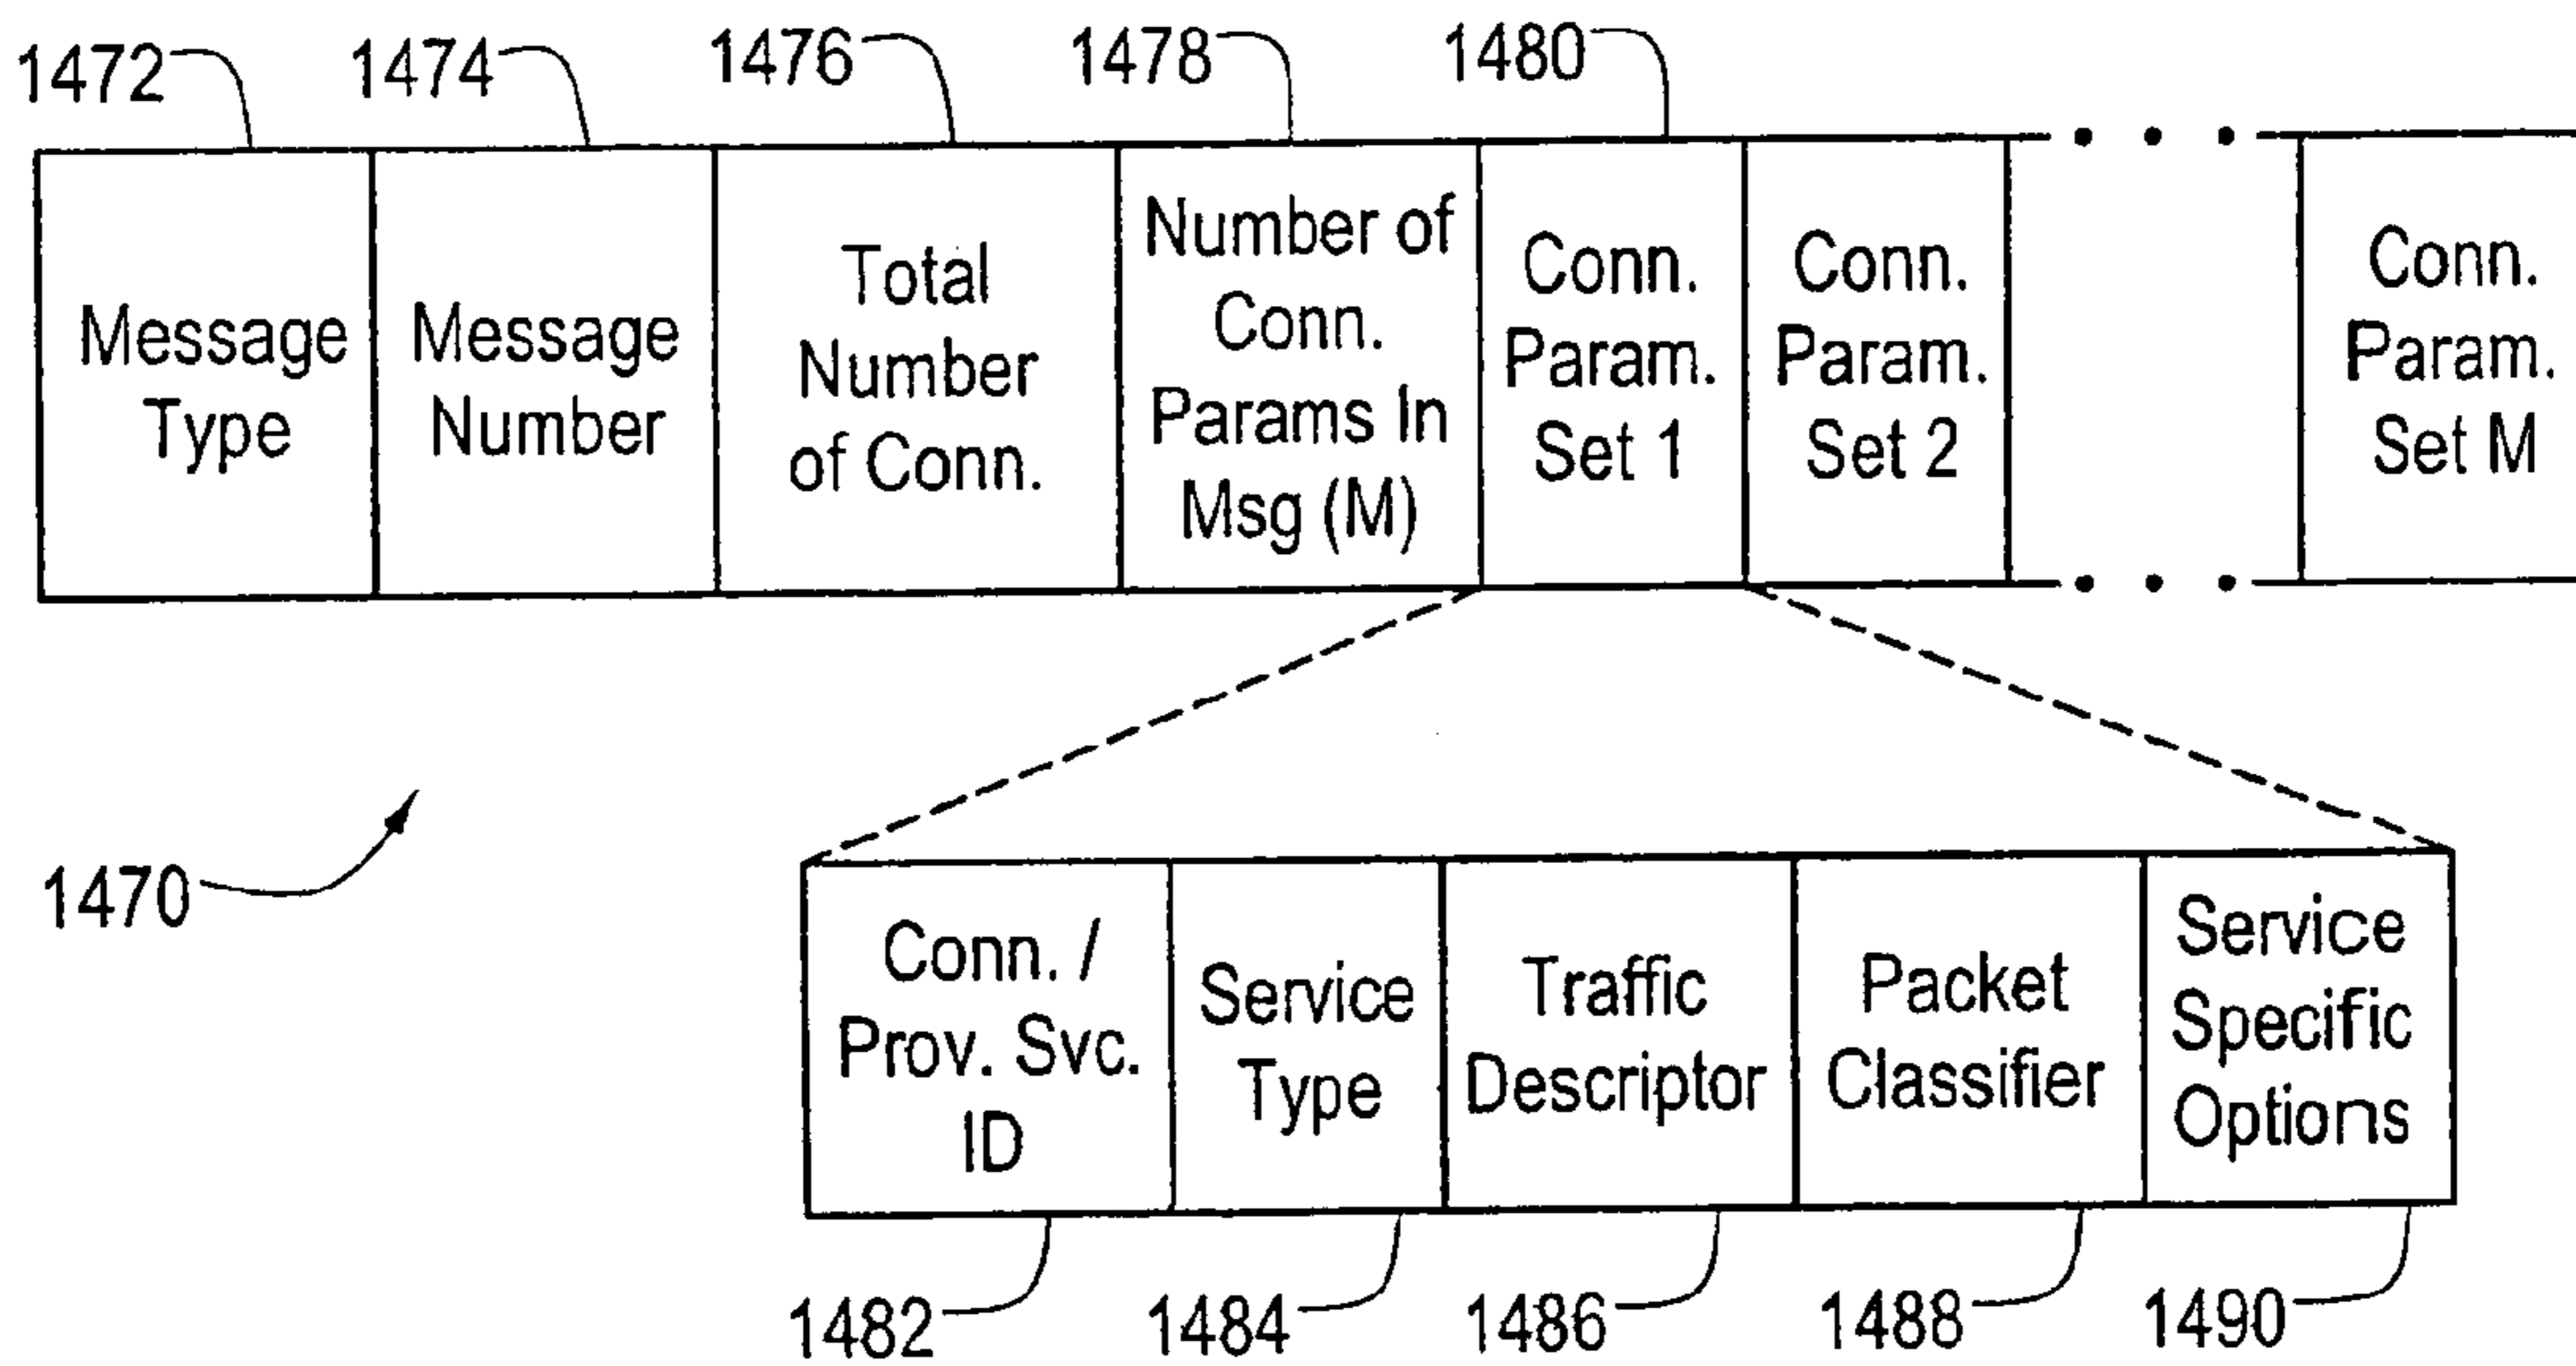 1472 1474 1476 1478 1480
Message
Type
Message
Number
Total
Number
of Conn.
Number of
Conn.
Params In
Msg (M)
Conn.
Param.
Set 1
Conn.
Param.
Set 2
Conn.
Param.
Set M
1470
Conn. /
Prov. Svc.
ID
Service
Type
Traffic
Descriptor
Packet
Classifier
Service
Specific
Options
1482 1484 1486 1488 1490